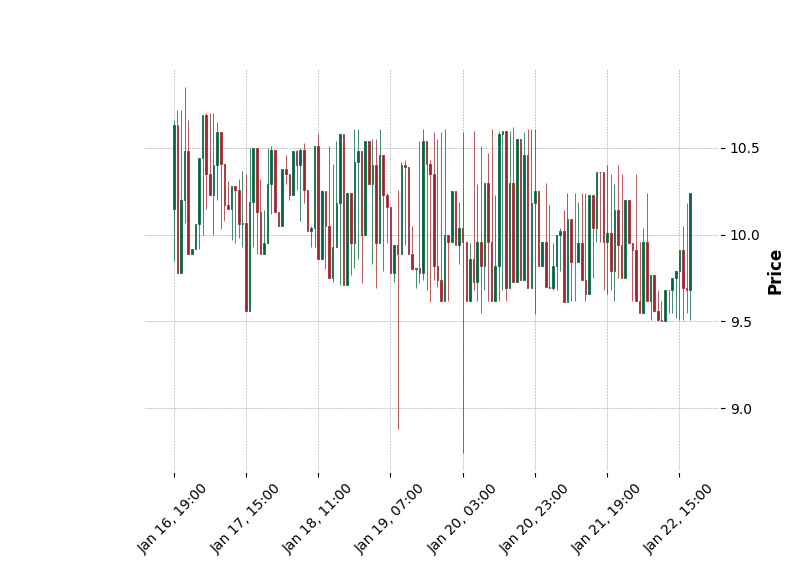 10.5
10.0
9.5
9.0
Price
Jan 16, 19:00
Jan 17, 15:00
Jan 18, 11:00
Jan 19, 07:00
Jan 20, 03:00
Jan 20, 23:00
Jan 21, 19:00
Jan 22, 15:00